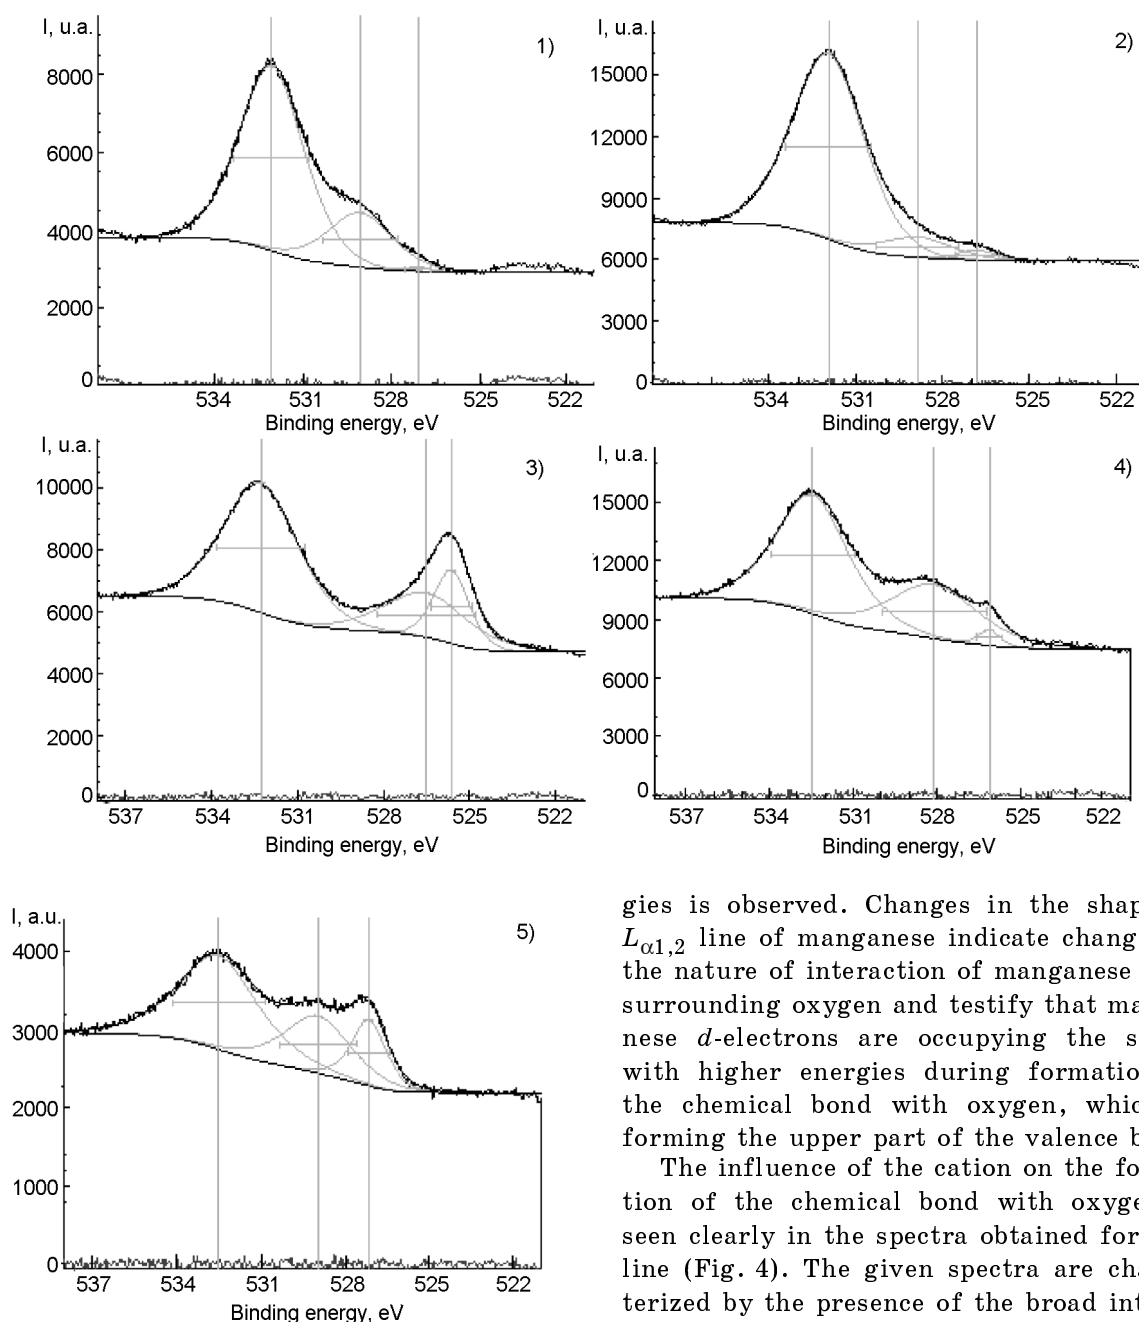 I, u.a.
1)
8000
6000
4000
2000
0
534 531 528 525 522
Binding energy, eV
I, u.a.
2)
15000
12000
9000
6000
3000
0
534 531 528 525 522
Binding energy, eV
I, u.a.
3)
10000
8000
6000
4000
2000
0
537 534 531 528 525 522
Binding energy, eV
I, u.a.
4)
15000
12000
9000
6000
3000
0
537 534 531 528 525 522
Binding energy, eV
I, a.u.
5)
4000
3000
2000
1000
0
537 534 531 528 525 522
Binding energy, eV
gies is observed. Changes in the shap
Lα1,2 line of manganese indicate chang
the nature of interaction of manganese
surrounding oxygen and testify that ma
nese d-electrons are occupying the s
with higher energies during formatio
the chemical bond with oxygen, whic
forming the upper part of the valence b
The influence of the cation on the fo
tion of the chemical bond with oxyge
seen clearly in the spectra obtained for
line (Fig. 4). The given spectra are cha
terized by the presence of the broad int